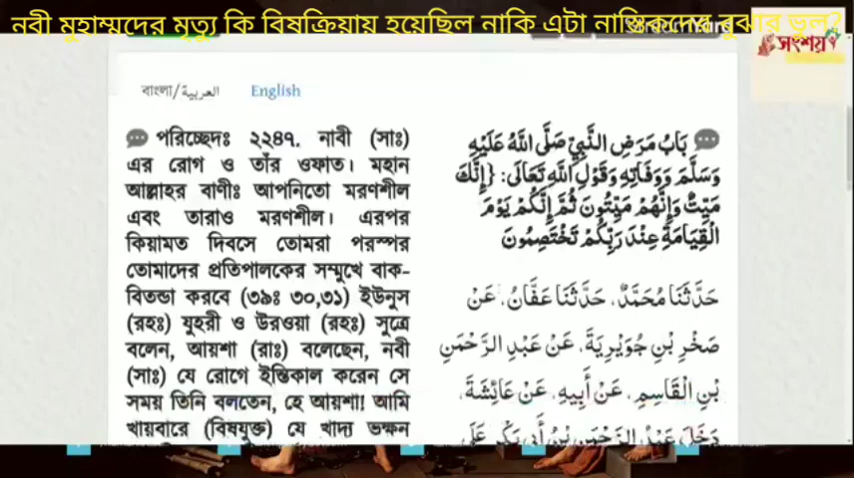 নবী মুহাম্মদের মৃত্যু কি বিষক্রিয়ায় হয়েছিল নাকি এটা নাস্তিকদের বুঝার ভুল?
সংশয়
বাংলা/العربية English
পরিচ্ছেদঃ ২২৪৭. নাবী (সাঃ)
এর রোগ ও তাঁর ওফাত। মহান
আল্লাহর বাণীঃ আপনিতো মরণশীল
এবং তারাও মরণশীল। এরপর
কিয়ামত দিবসে তোমরা পরস্পর
তোমাদের প্রতিপালকের সম্মুখে বাক-
বিতন্ডা করবে (৩৯ঃ ৩০,৩১) ইউনুস
(রহঃ) যুহরী ও উরওয়া (রহঃ) সুত্রে
বলেন, আয়শা (রাঃ) বলেছেন, নবী
(সাঃ) যে রোগে ইন্তিকাল করেন সে
সময় তিনি বলতেন, হে আয়শা! আমি
খায়বারে (বিষযুক্ত) যে খাদ্য ভক্ষন
بَابُ مَرَضِ النَّبِيِّ صَلَّى اللَّهُ عَلَيْهِ
وَسَلَّمَ وَوَفَاتِهِ وَقَوْلِ اللَّهِ تَعَالَى: {إِنَّكَ
مَيِّتٌ وَإِنَّهُمْ مَيِّتُونَ ثُمَّ إِنَّكُمْ يَوْمَ
الْقِيَامَةِ عِنْدَ رَبِّكُمْ تَخْتَصِمُونَ
حَدَّثَنَا مُحَمَّدٌ، حَدَّثَنَا عَفَّانُ، عَنْ
صَخْرِ بْنِ جُوَيْرِيَةَ، عَنْ عَبْدِ الرَّحْمَنِ
بْنِ الْقَاسِمِ، عَنْ أَبِيهِ، عَنْ عَائِشَةَ،
دَخَلَ عَبْدُ الرَّحْمَنِ بْنُ أَبِي بَكْرٍ عَلَى